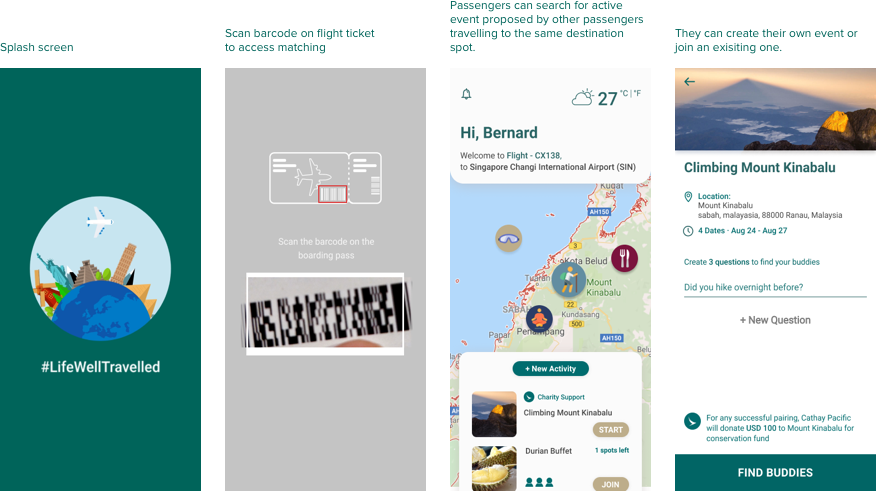 Splash screen
#LifeWellTravelled
Scan barcode on flight ticket
to access matching
Scan the barcode on the
boarding pass
Passengers can search for active
event proposed by other passengers
travelling to the same destination
spot.
27 °C | °F
Hi, Bernard
Welcome to Flight - CX138,
to Singapore Changi International Airport (SIN)
Kudat
AH150
3
Kota Belud
Tuaran
Mount
Kinabalu
SABAH
22
Kundasang
500
Papar
Penampang
AH150
Belu
+ New Activity
Charity Support
Climbing Mount Kinabalu
START
Durian Buffet
1 spots left
JOIN
They can create their own event or
join an exisiting one.
Climbing Mount Kinabalu
Location:
Mount Kinabalu
sabah, malayasia, 88000 Ranau, Malaysia
4 Dates · Aug 24 - Aug 27
Create 3 questions to find your buddies
Did you hike overnight before?
+ New Question
For any successful pairing, Cathay Pacific
will donate USD 100 to Mount Kinabalu for
conservation fund
FIND BUDDIES